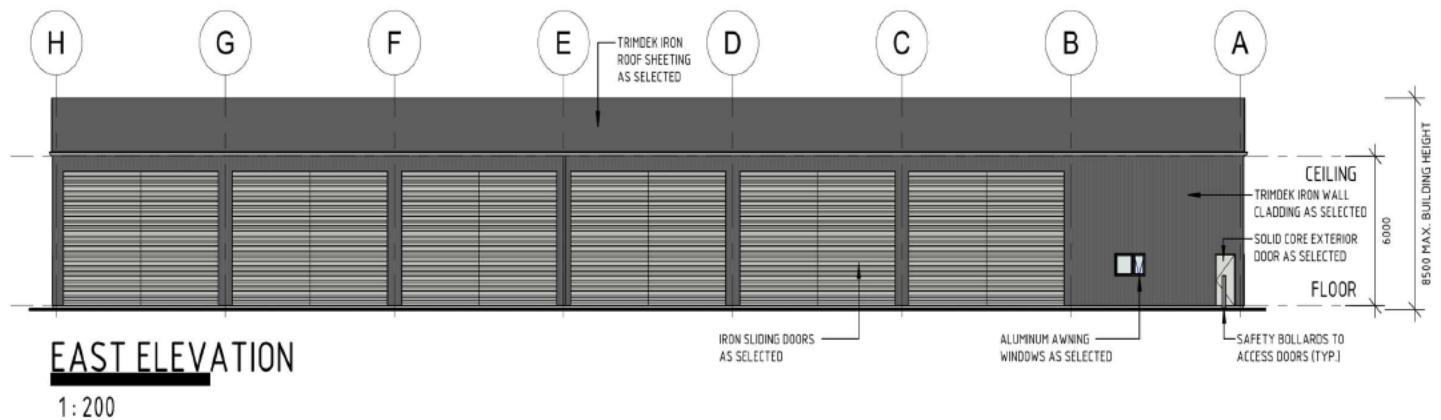 H G F E D C B A
TRIMDEK IRON
ROOF SHEETING
AS SELECTED
CEILING
TRIMDEK IRON WALL
CLADDING AS SELECTED
SOLID CORE EXTERIOR
DOOR AS SELECTED
FLOOR
6000
8500 MAX. BUILDING HEIGHT
IRON SLIDING DOORS
AS SELECTED
ALUMINUM AWNING
WINDOWS AS SELECTED
SAFETY BOLLARDS TO
ACCESS DOORS (TYP.)
EAST ELEVATION
1 : 200